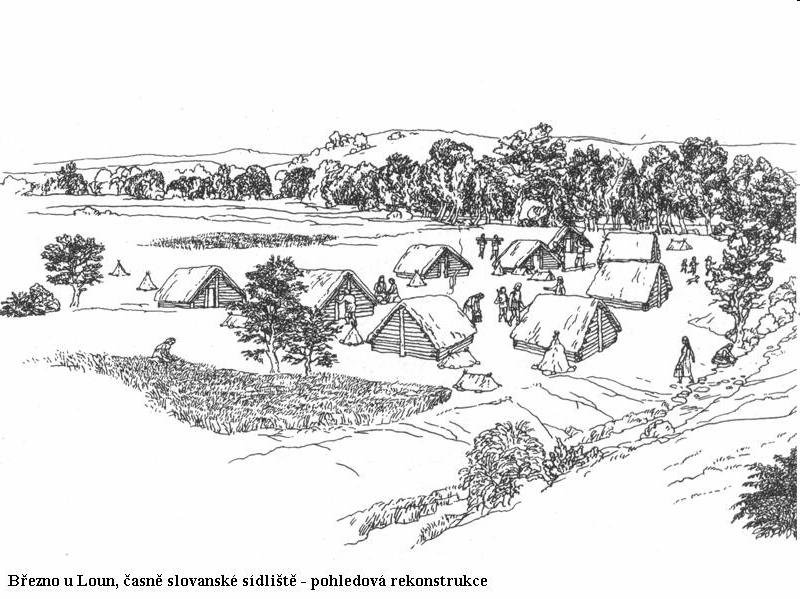 Březno u Loun, časně slovanské sídliště - pohledová rekonstrukce